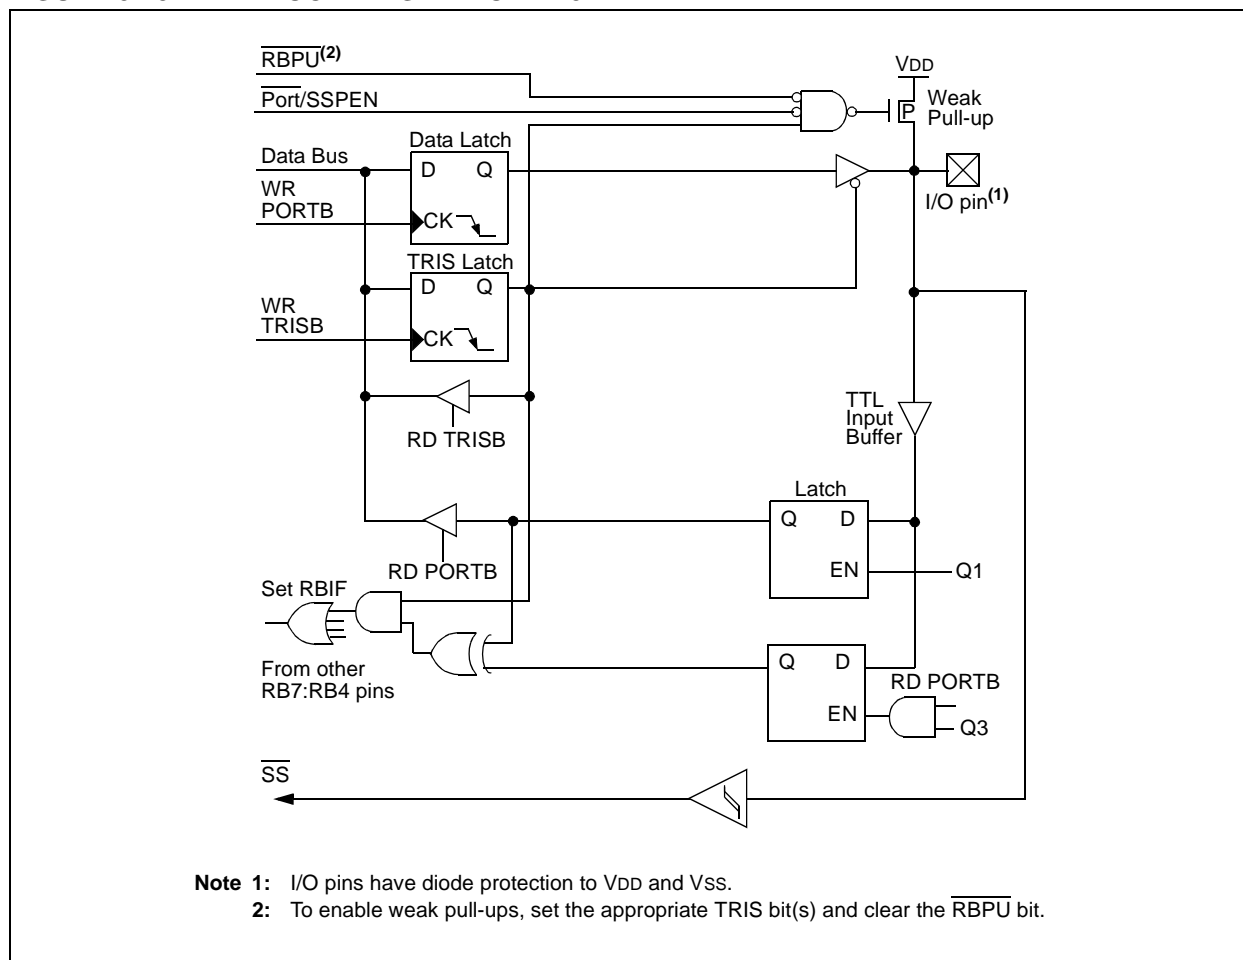 RBPU(2)
Port/SSPEN
VDD
Weak
Pull-up
P
Data Latch
Data Bus
D Q
WR
PORTB
CK
I/O pin(1)
TRIS Latch
D Q
WR
TRISB
CK
TTL
Input
Buffer
RD TRISB
Latch
Q D
EN
Q1
RD PORTB
Set RBIF
From other
RB7:RB4 pins
Q D
RD PORTB
EN
Q3
SS
Note 1: I/O pins have diode protection to VDD and VSS.
2: To enable weak pull-ups, set the appropriate TRIS bit(s) and clear the RBPU bit.